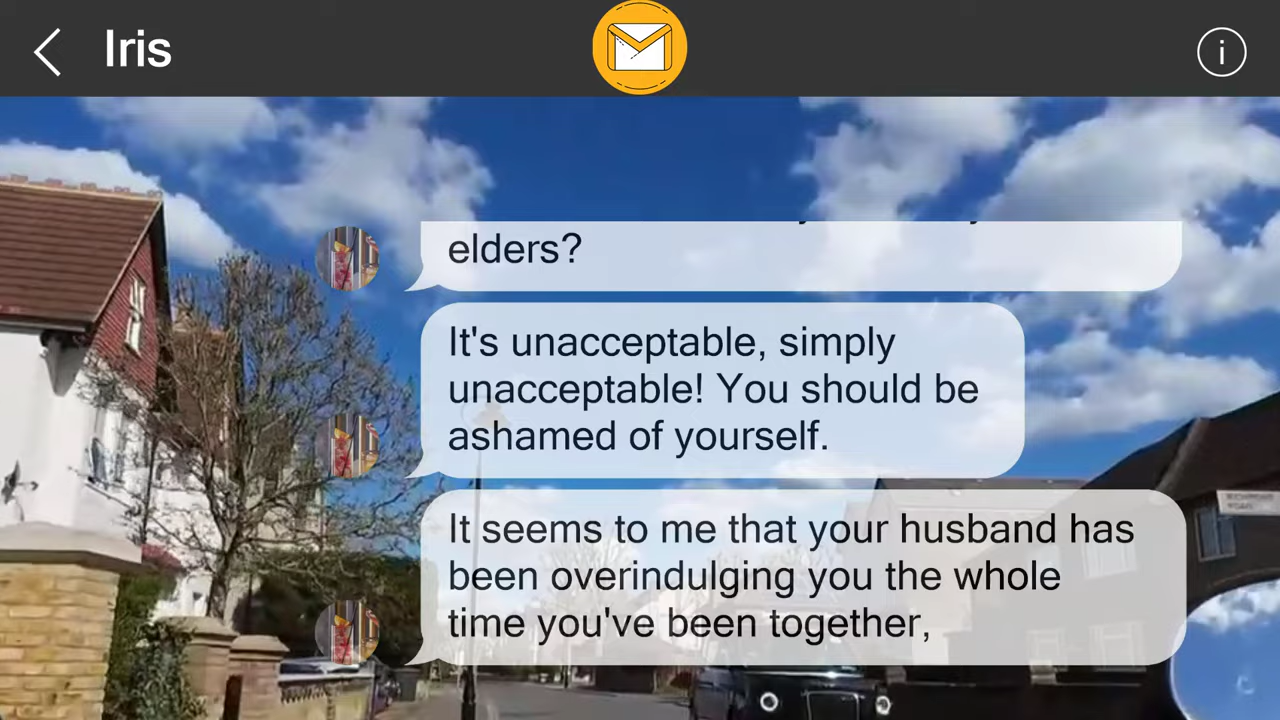 Iris
i
elders?
It's unacceptable, simply
unacceptable! You should be
ashamed of yourself.
It seems to me that your husband has
been overindulging you the whole
time you've been together,